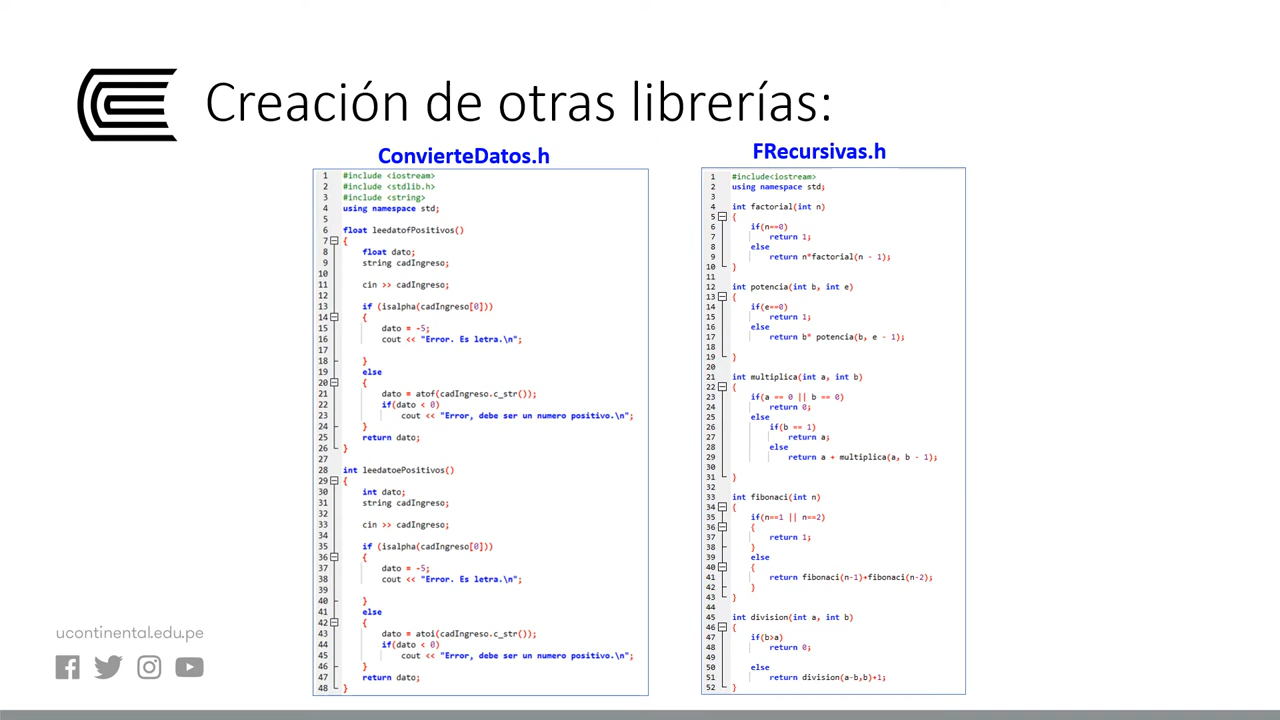 Creación de otras librerías:
ConvierteDatos.h
1 #include <iostream>
2 #include <stdlib.h>
3 #include <string>
4 using namespace std;
5
6 float leedatofPositivos()
7 {
8 float dato;
9 string cadIngreso;
10
11 cin >> cadIngreso;
12
13 if (isalpha(cadIngreso[0]))
14 {
15 dato = -5;
16 cout << "Error. Es letra.\n";
17
18 }
19 else
20 {
21 dato = atof(cadIngreso.c_str());
22 if(dato < 0)
23 cout << "Error, debe ser un numero positivo.\n";
24 }
25 return dato;
26 }
27
28 int leedatoePositivos()
29 {
30 int dato;
31 string cadIngreso;
32
33 cin >> cadIngreso;
34
35 if (isalpha(cadIngreso[0]))
36 {
37 dato = -5;
38 cout << "Error. Es letra.\n";
39
40 }
41 else
42 {
43 dato = atoi(cadIngreso.c_str());
44 if(dato < 0)
45 cout << "Error, debe ser un numero positivo.\n";
46 }
47 return dato;
48 }
FRecursivas.h
1 #include<iostream>
2 using namespace std;
3
4 int factorial(int n)
5 {
6 if(n==0)
7 return 1;
8 else
9 return n*factorial(n - 1);
10 }
11
12 int potencia(int b, int e)
13 {
14 if(e==0)
15 return 1;
16 else
17 return b* potencia(b, e - 1);
18
19 }
20
21 int multiplica(int a, int b)
22 {
23 if(a == 0 || b == 0)
24 return 0;
25 else
26 if(b == 1)
27 return a;
28 else
29 return a + multiplica(a, b - 1);
30
31 }
32
33 int fibonaci(int n)
34 {
35 if(n==1 || n==2)
36 {
37 return 1;
38 }
39 else
40 {
41 return fibonaci(n-1)+fibonaci(n-2);
42 }
43 }
44
45 int division(int a, int b)
46 {
47 if(b>a)
48 return 0;
49
50 else
51 return division(a-b,b)+1;
52 }
ucontinental.edu.pe